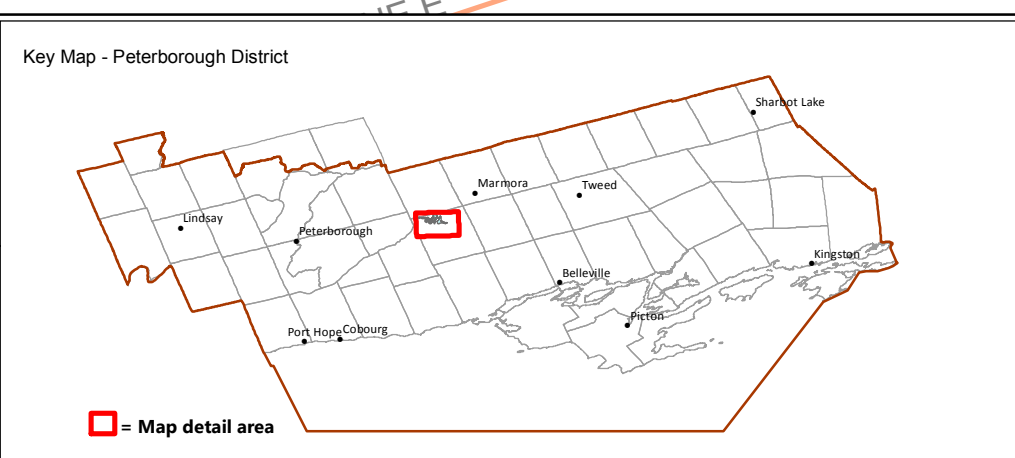 Key Map - Peterborough District
Sharbot Lake
Marmora
Tweed
Lindsay
Peterborough
Kingston
Belleville
Picton
Port Hope
Cobourg
= Map detail area